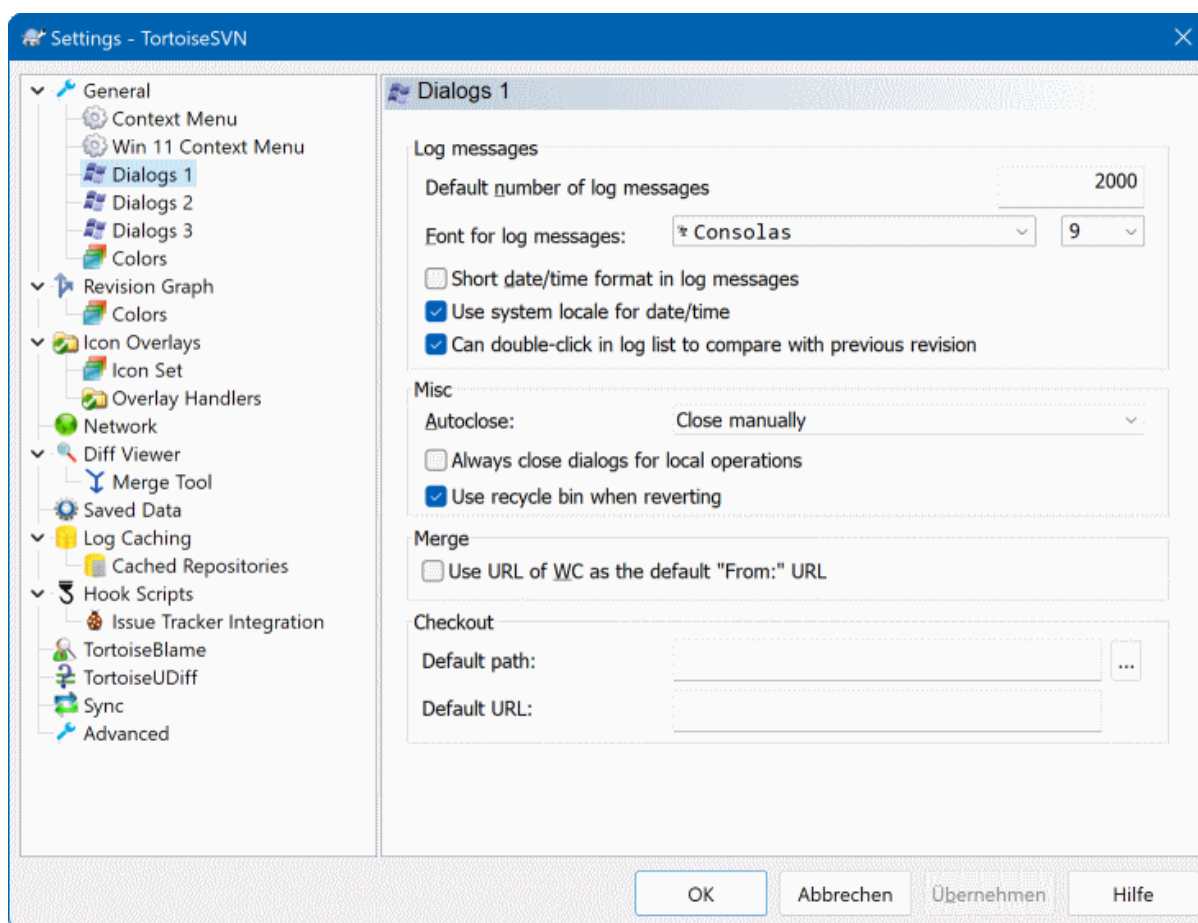 Settings - TortoiseSVN
General
Context Menu
Win 11 Context Menu
Dialogs 1
Dialogs 2
Dialogs 3
Colors
Revision Graph
Colors
Icon Overlays
Icon Set
Overlay Handlers
Network
Diff Viewer
Merge Tool
Saved Data
Log Caching
Cached Repositories
Hook Scripts
Issue Tracker Integration
TortoiseBlame
TortoiseUDiff
Sync
Advanced
Dialogs 1
Log messages
Default number of log messages 2000
Font for log messages: Consolas 9
Short date/time format in log messages
Use system locale for date/time
Can double-click in log list to compare with previous revision
Misc
Autoclose: Close manually
Always close dialogs for local operations
Use recycle bin when reverting
Merge
Use URL of WC as the default "From:" URL
Checkout
Default path: ...
Default URL:
OK Abbrechen Übernehmen Hilfe